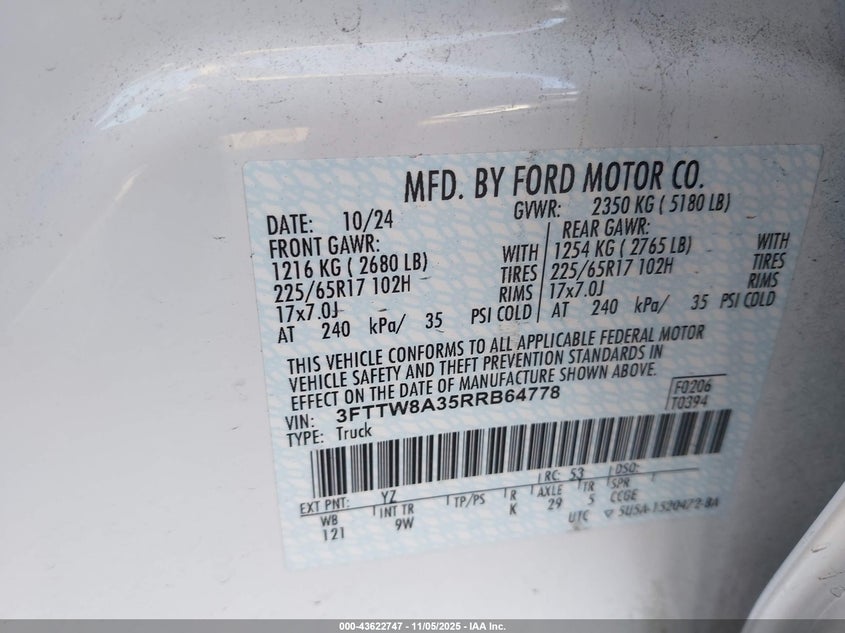 MFD. BY FORD MOTOR CO.
DATE: 10/24 GVWR: 2350 KG ( 5180 LB)
FRONT GAWR: REAR GAWR:
1216 KG ( 2680 LB) WITH 1254 KG ( 2765 LB) WITH
225/65R17 102H TIRES 225/65R17 102H TIRES
17x7.0J RIMS 17x7.0J RIMS
AT 240 kPa/ 35 PSI COLD AT 240 kPa/ 35 PSI COLD
THIS VEHICLE CONFORMS TO ALL APPLICABLE FEDERAL MOTOR
VEHICLE SAFETY AND THEFT PREVENTION STANDARDS IN
EFFECT ON THE DATE OF MANUFACTURE SHOWN ABOVE.
VIN: 3FTTW8A35RRB64778 F0206
TYPE: Truck T0394
RC: 53 DSO:
EXT PNT: YZ
WB INT TR TP/PS R AXLE TR SPR
121 9W K 29 5 CCGE
UTC ▽ 5U5A-1520472-BA
000-43622747 - 11/05/2025 - IAA Inc.